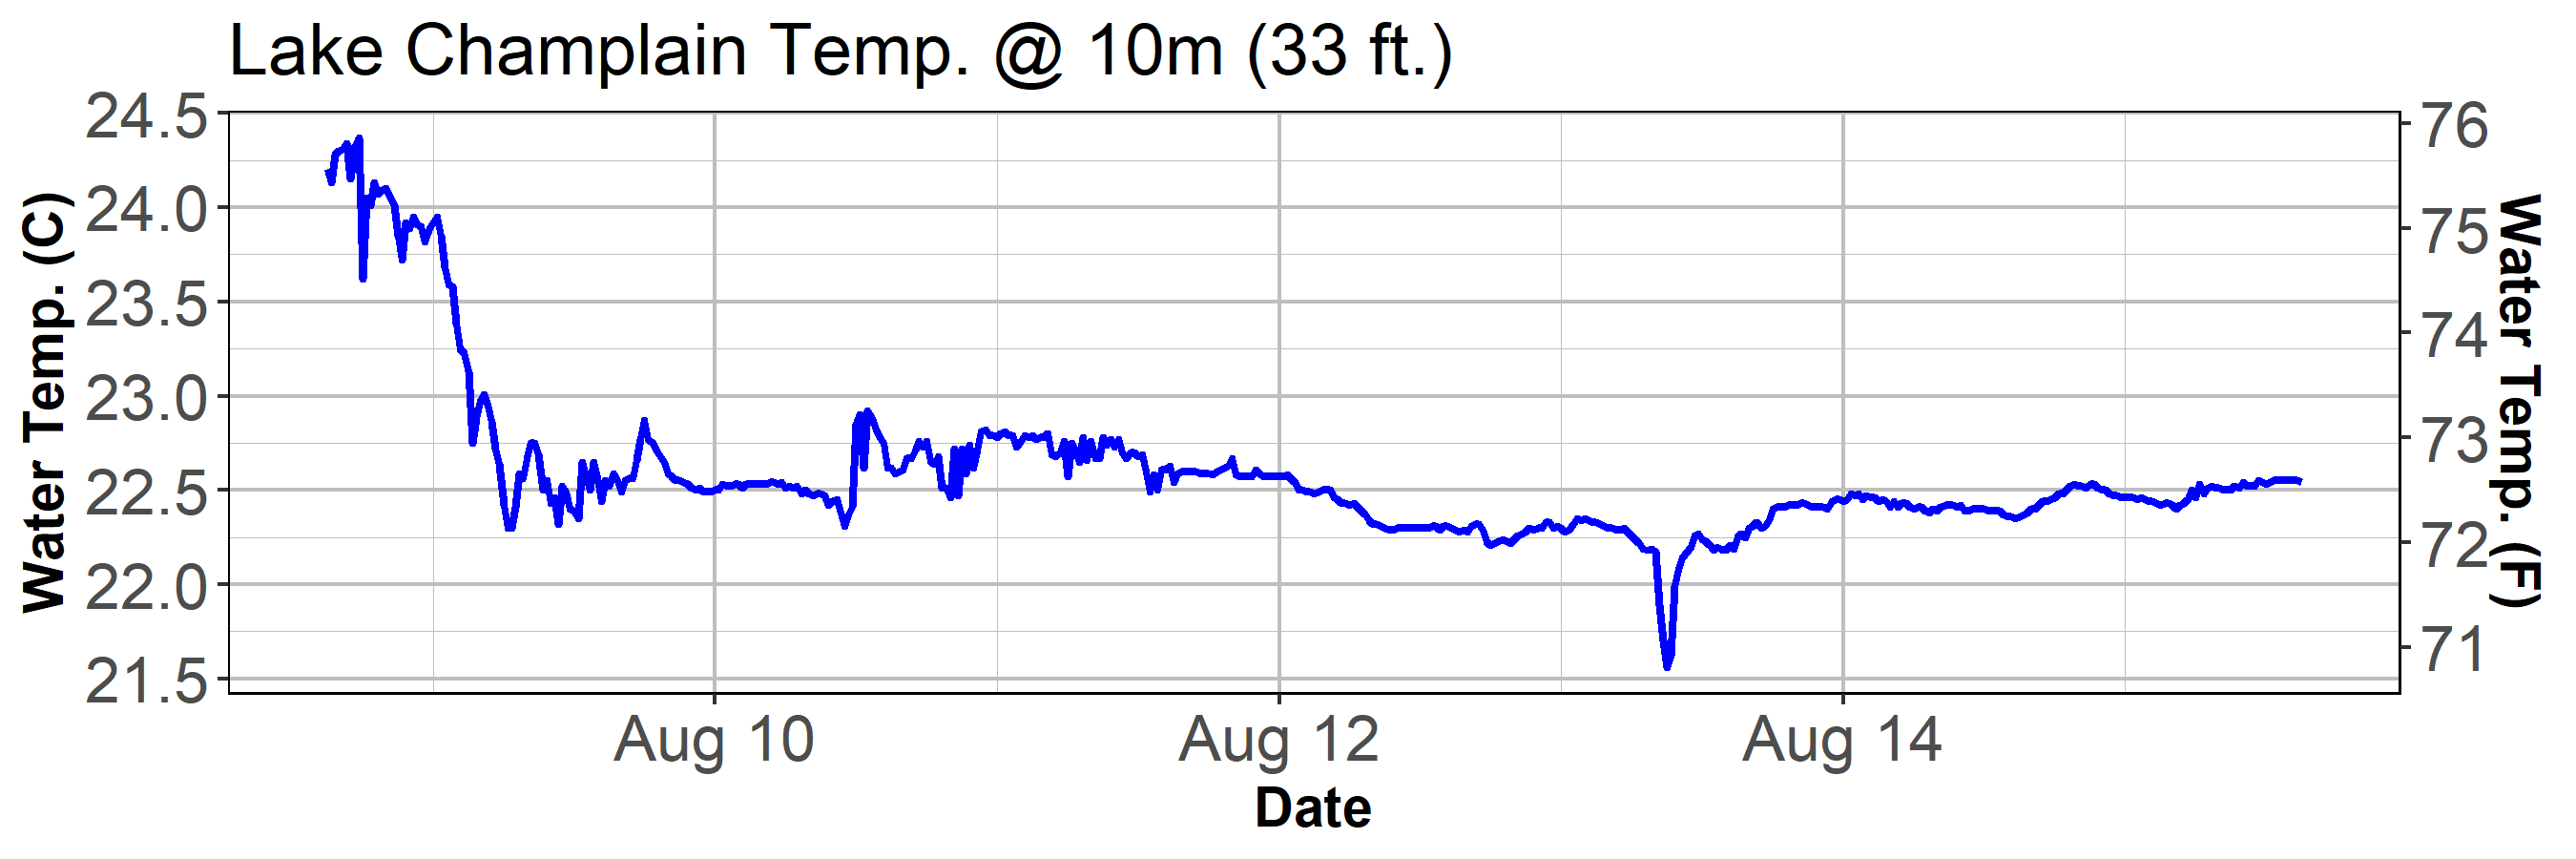 Lake Champlain Temp. @ 10m (33 ft.)
Water Temp. (C)
24.5
24.0
23.5
23.0
22.5
22.0
21.5
76
75
74
73
72
71
Water Temp. (F)
Aug 10
Aug 12
Aug 14
Date